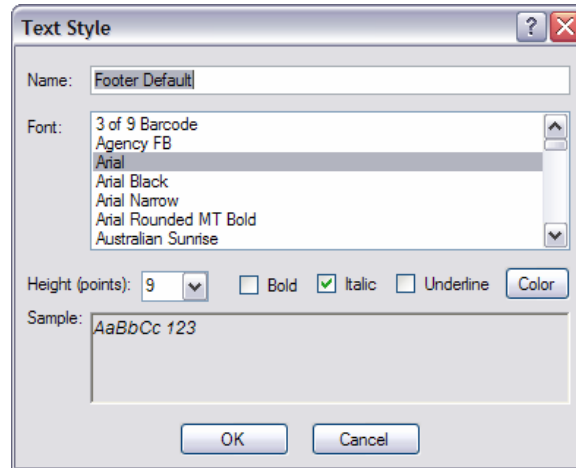 Text Style ?
Name: Footer Default
Font: 3 of 9 Barcode
Agency FB
Arial
Arial Black
Arial Narrow
Arial Rounded MT Bold
Australian Sunrise
Height (points): 9 Bold Italic Underline Color
Sample: AaBbCc 123
OK Cancel